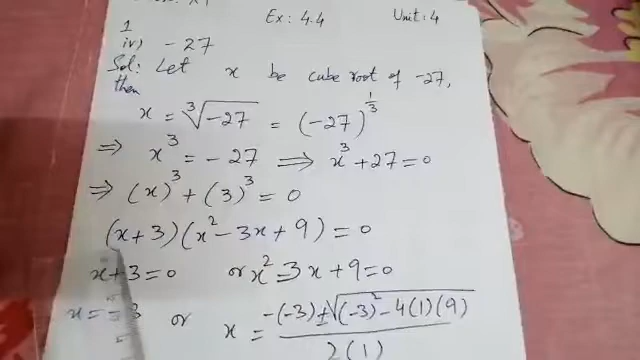 Ex: 4.4 Unit: 4
1
iv) -27
Sol: Let x be cube root of -27,
then
x = ∛-27 = (-27)^(1/3)
⇒ x³ = -27 ⇒ x³ + 27 = 0
⇒ (x)³ + (3)³ = 0
(x + 3)(x² - 3x + 9) = 0
x + 3 = 0 or x² - 3x + 9 = 0
x = -3 or x = (-(-3) ± √((-3)² - 4(1)(9))) / 2(1)